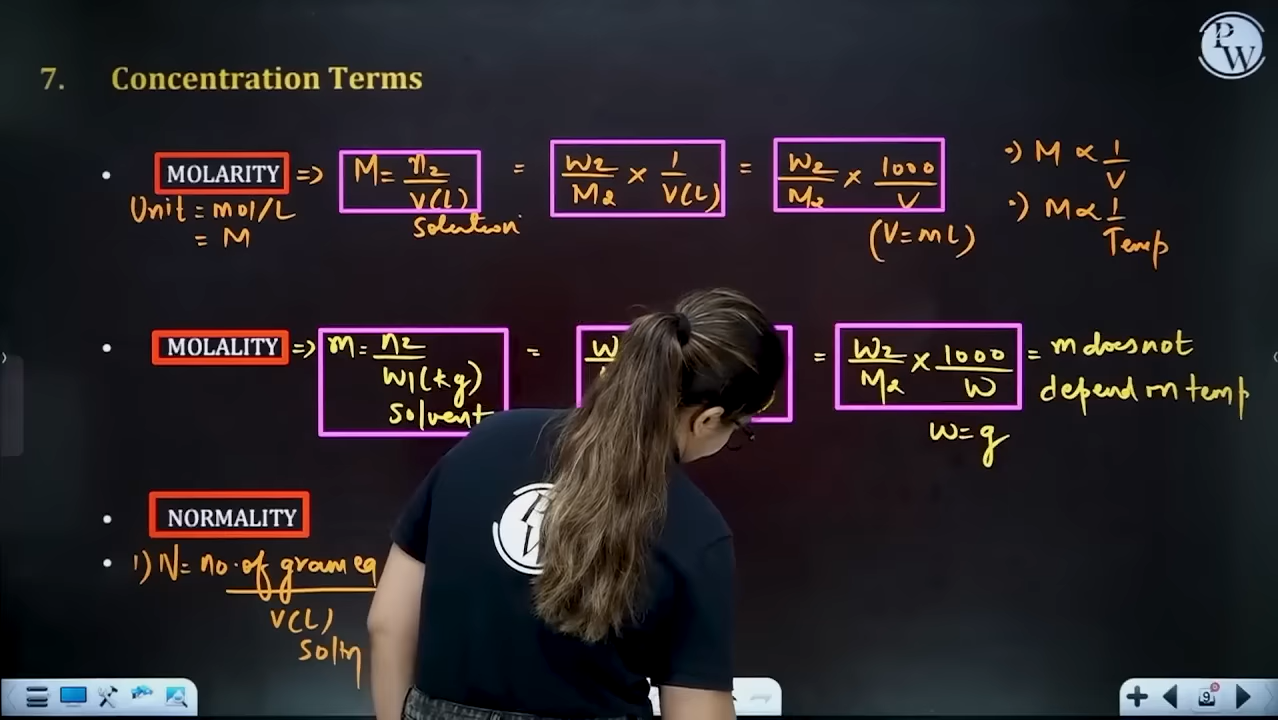 PW
7. Concentration Terms
• MOLARITY => M = n2/V(L) = W2/M2 × 1/V(L) = W2/M2 × 1000/V •) M ∝ 1/V
solution
Unit = mol/L
= M
(V = mL)
•) M ∝ 1/Temp
• MOLALITY => m = n2/W1(kg) = W = W2/M2 × 1000/W = m does not
solvent
depend on temp
W = g
• NORMALITY
• 1) N = no. of gram eq
V(L)
Soln
9